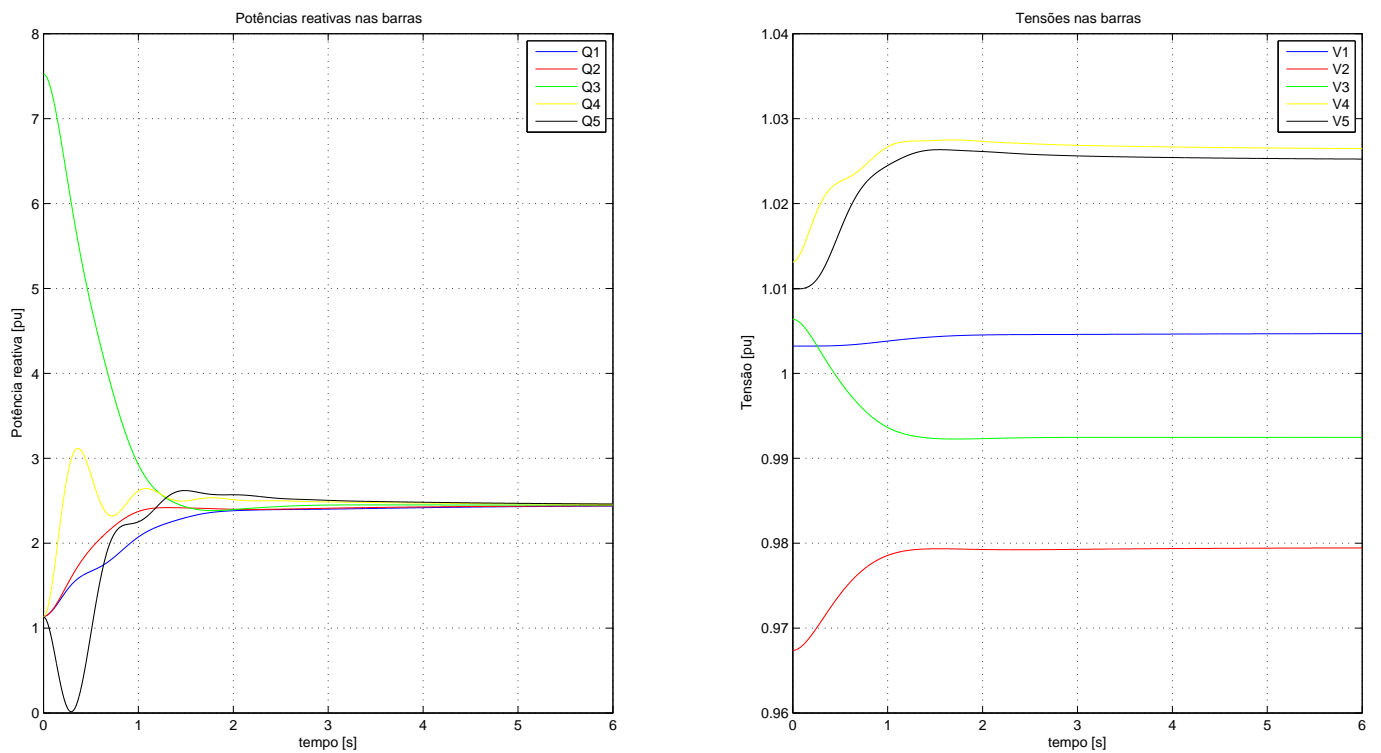 Potências reativas nas barras
8
7
6
5
4
3
2
1
0
0 1 2 3 4 5 6
Potência reativa [pu]
tempo [s]
Q1
Q2
Q3
Q4
Q5
Tensões nas barras
1.04
1.03
1.02
1.01
1
0.99
0.98
0.97
0.96
0 1 2 3 4 5 6
Tensão [pu]
tempo [s]
V1
V2
V3
V4
V5